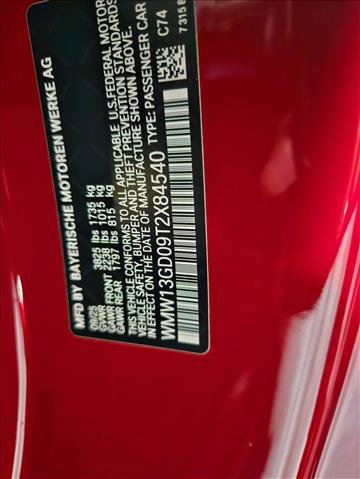 MFD BY BAYERISCHE MOTOREN WERKE AG
09/25
GVWR 3825 lbs 1735 kg
GAWR FRONT 2238 lbs 1015 kg
GAWR REAR 1797 lbs 815 kg
THIS VEHICLE CONFORMS TO ALL APPLICABLE U.S. FEDERAL MOTOR
VEHICLE SAFETY, BUMPER AND THEFT PREVENTION STANDARDS
IN EFFECT ON THE DATE OF MANUFACTURE SHOWN ABOVE.
WMW13GD09T2X84540 TYPE: PASSENGER CAR
C74
73158